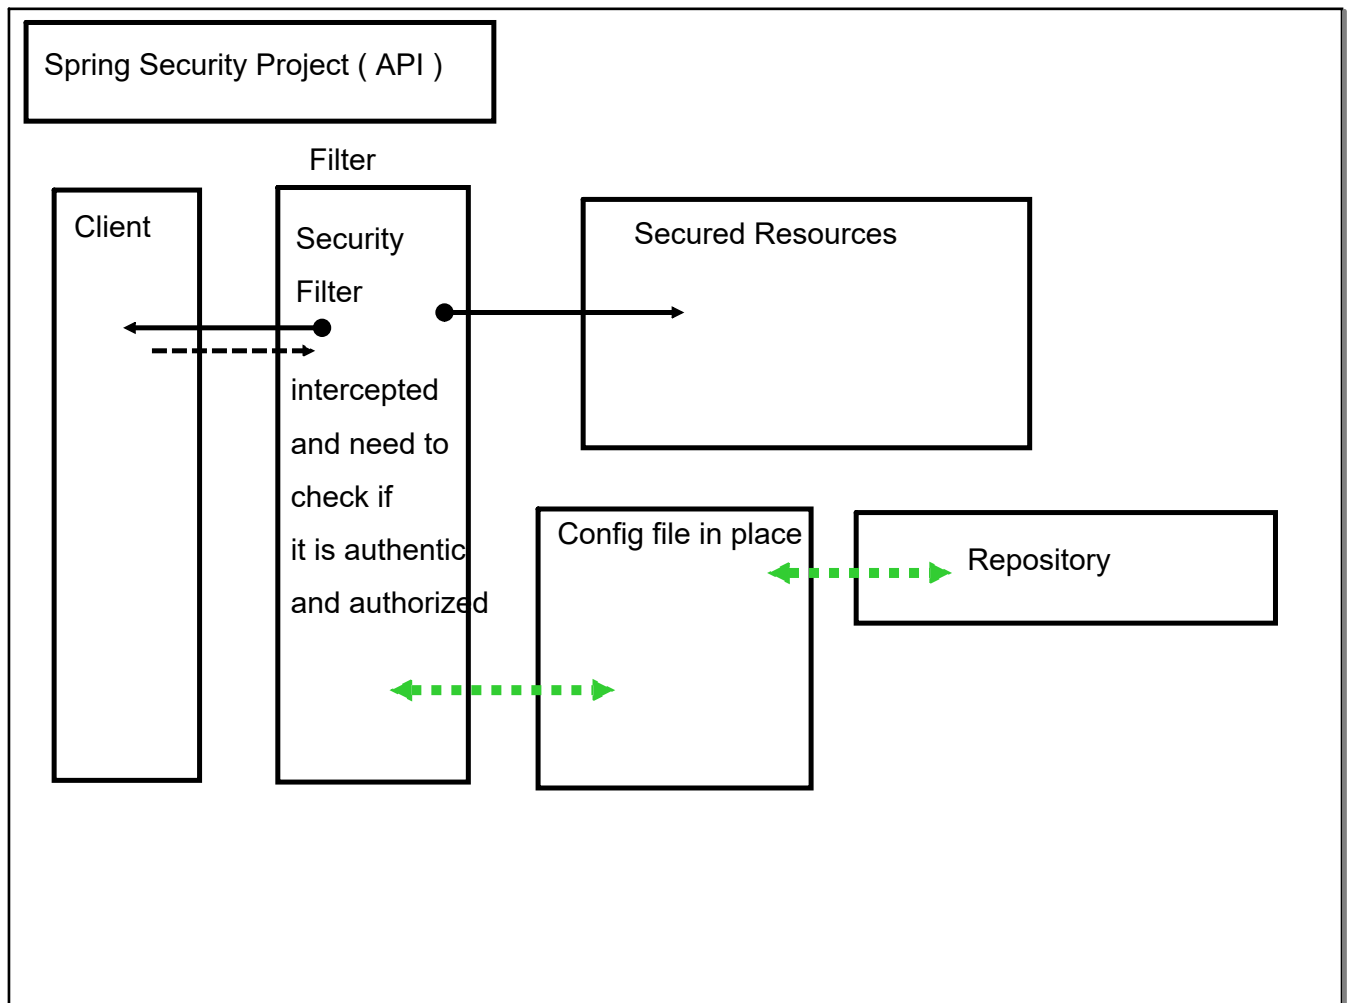 Spring Security Project ( API )
Filter
Client
Security
Filter
intercepted
and need to
check if
it is authentic
and authorized
Secured Resources
Config file in place
Repository